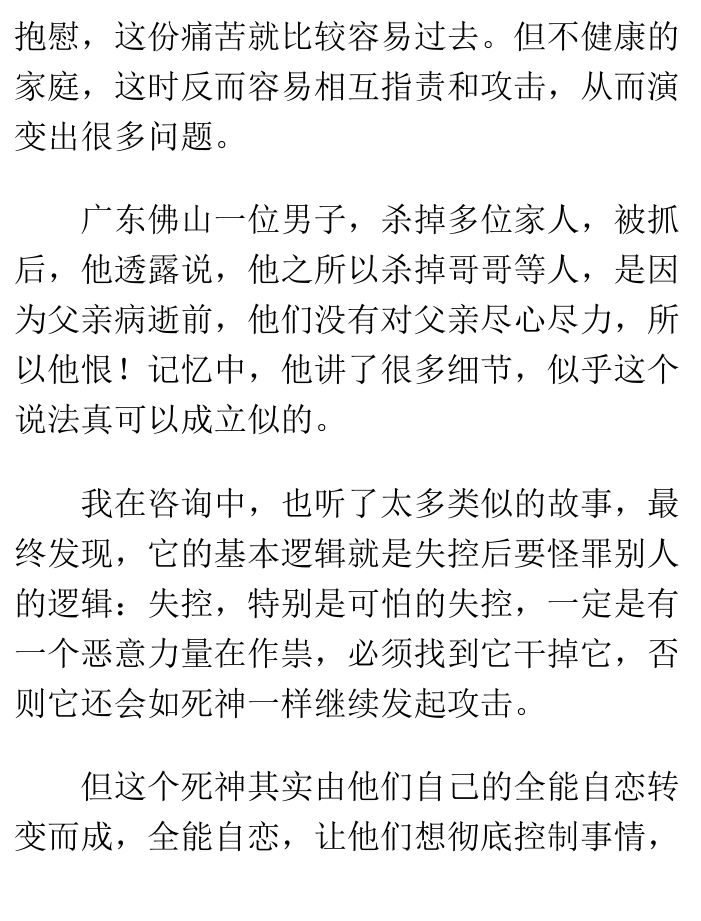 抱慰，这份痛苦就比较容易过去。但不健康的
家庭，这时反而容易相互指责和攻击，从而演
变出很多问题。
广东佛山一位男子，杀掉多位家人，被抓
后，他透露说，他之所以杀掉哥哥等人，是因
为父亲病逝前，他们没有对父亲尽心尽力，所
以他恨！记忆中，他讲了很多细节，似乎这个
说法真可以成立似的。
我在咨询中，也听了太多类似的故事，最
终发现，它的基本逻辑就是失控后要怪罪别人
的逻辑：失控，特别是可怕的失控，一定是有
一个恶意力量在作祟，必须找到它干掉它，否
则它还会如死神一样继续发起攻击。
但这个死神其实由他们自己的全能自恋转
变而成，全能自恋，让他们想彻底控制事情，